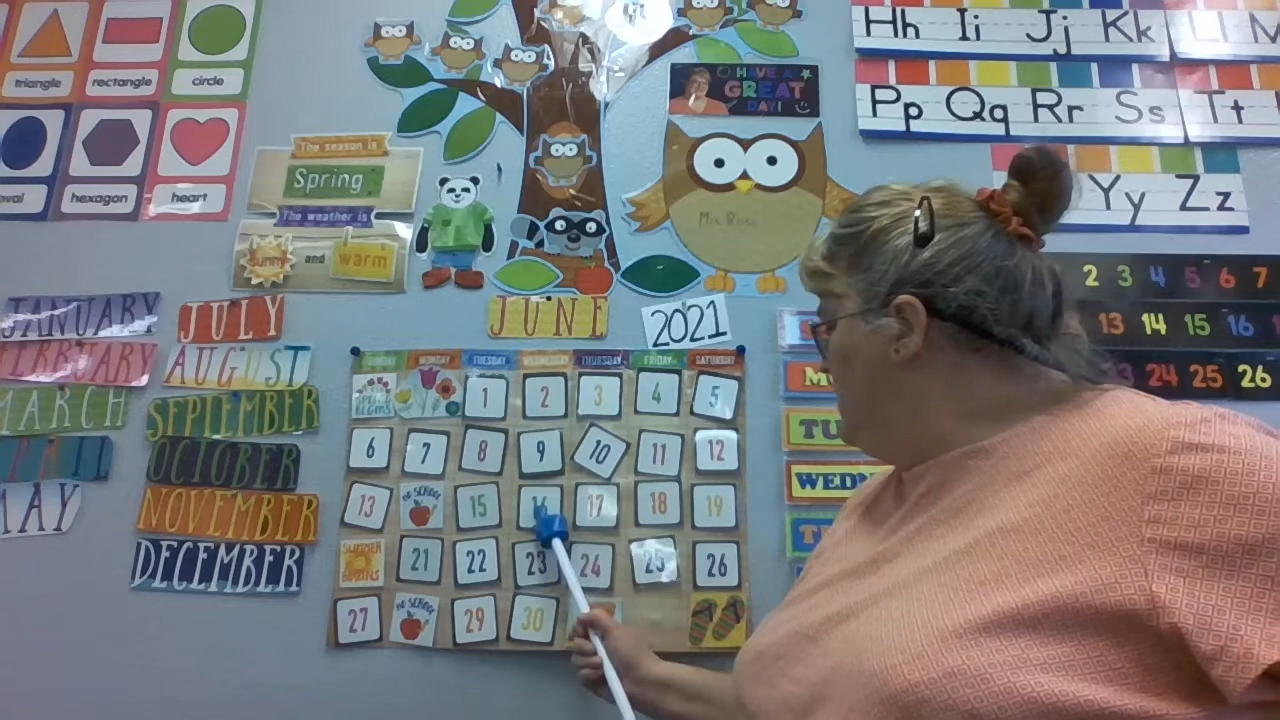 triangle rectangle circle
oval hexagon heart
The season is
Spring
The weather is
sunny and warm
HAVE A
GREAT
DAY!
Hh Ii Jj Kk Ll M
Pp Qq Rr Ss Tt
Yy Zz
2 3 4 5 6 7
13 14 15 16
23 24 25 26
JANUARY
FEBRUARY
MARCH
APRIL
MAY
JULY
AUGUST
SEPTEMBER
OCTOBER
NOVEMBER
DECEMBER
JUNE 2021
SUNDAY MONDAY TUESDAY WEDNESDAY THURSDAY FRIDAY SATURDAY
SPRING BEGINS 1 2 3 4 5
6 7 8 9 10 11 12
13 NO SCHOOL 15 16 17 18 19
SUMMER BEGINS 21 22 23 24 25 26
27 NO SCHOOL 29 30
M
TU
WEDN